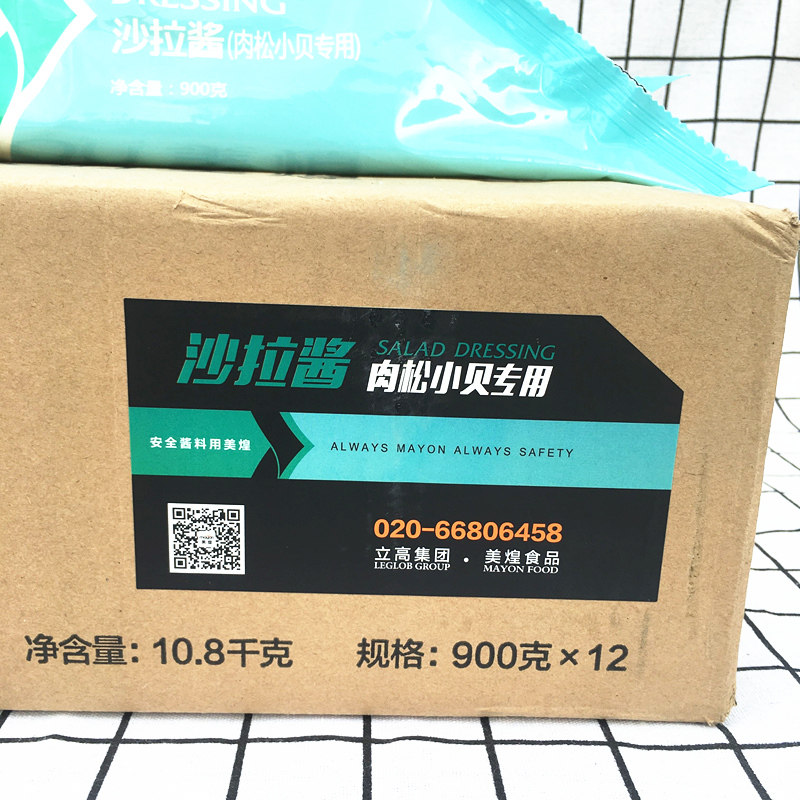 DRESSING
沙拉酱(肉松小贝专用)
净含量：900克
沙拉酱 SALAD DRESSING
肉松小贝专用
安全酱料用美煌 ALWAYS MAYON ALWAYS SAFETY
020-66806458
立高集团 . 美煌食品
LEGLOB GROUP MAYON FOOD
净含量：10.8千克 规格：900克×12